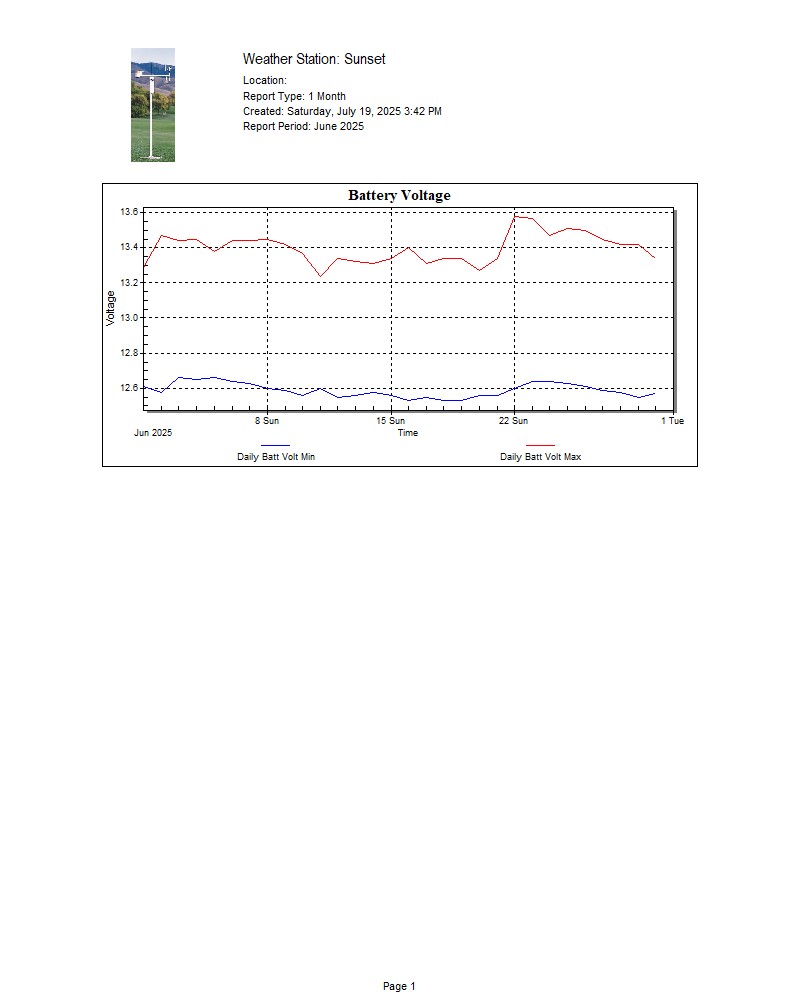 Weather Station: Sunset
Location:
Report Type: 1 Month
Created: Saturday, July 19, 2025 3:42 PM
Report Period: June 2025
Battery Voltage
13.6
13.4
13.2
13.0
12.8
12.6
Voltage
8 Sun
15 Sun
22 Sun
1 Tue
Jun 2025
Time
Daily Batt Volt Min
Daily Batt Volt Max
Page 1